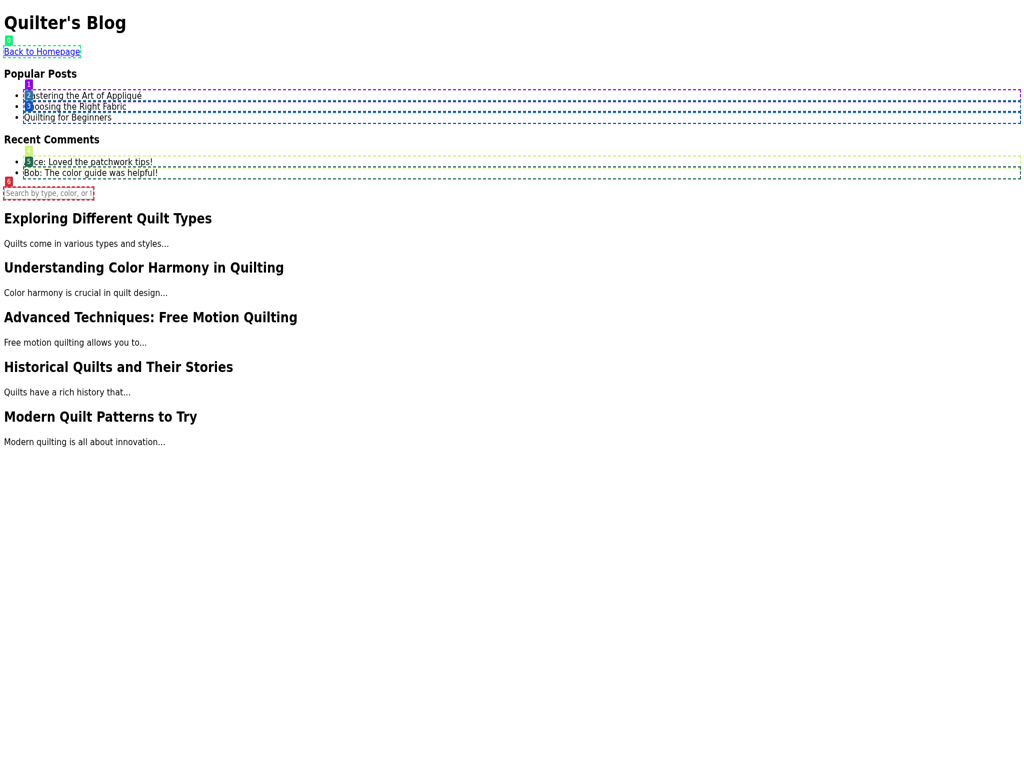 Quilter's Blog
0
Back to Homepage
Popular Posts
1
• astering the Art of Appliqué
2
• oosing the Right Fabric
3
• Quilting for Beginners
Recent Comments
4
• ce: Loved the patchwork tips!
5
• Bob: The color guide was helpful!
6
Search by type, color, or t
Exploring Different Quilt Types
Quilts come in various types and styles...
Understanding Color Harmony in Quilting
Color harmony is crucial in quilt design...
Advanced Techniques: Free Motion Quilting
Free motion quilting allows you to...
Historical Quilts and Their Stories
Quilts have a rich history that...
Modern Quilt Patterns to Try
Modern quilting is all about innovation...